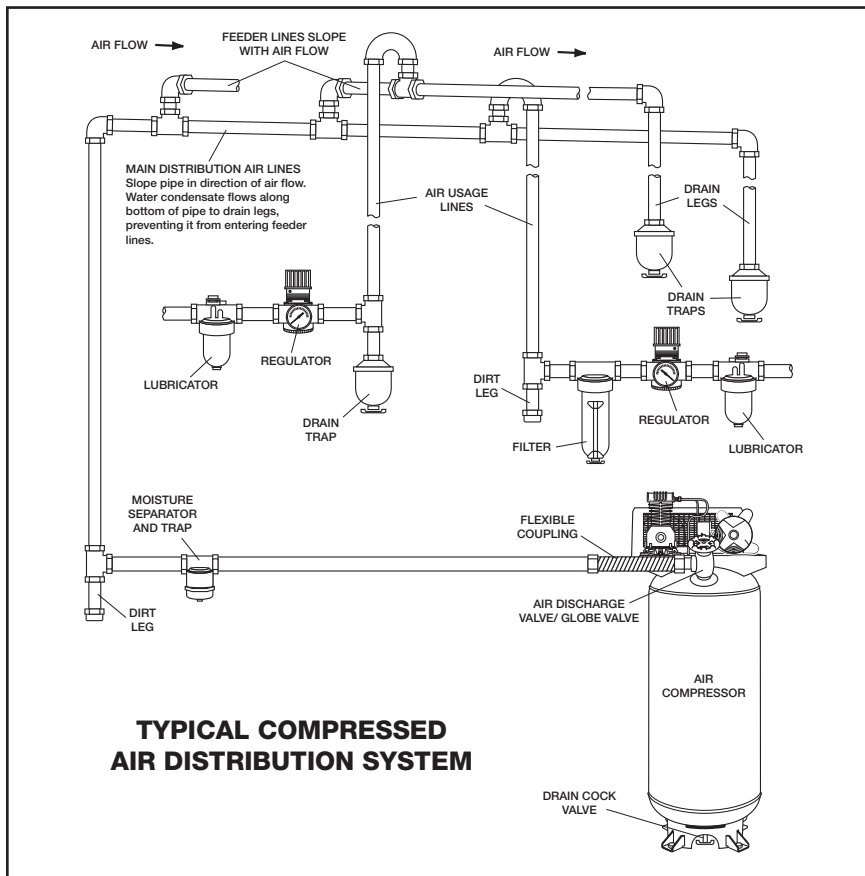 AIR FLOW
FEEDER LINES SLOPE
WITH AIR FLOW
AIR FLOW
MAIN DISTRIBUTION AIR LINES
Slope pipe in direction of air flow.
Water condensate flows along
bottom of pipe to drain legs,
preventing it from entering feeder
lines.
AIR USAGE
LINES
DRAIN
LEGS
DRAIN
TRAPS
LUBRICATOR
REGULATOR
DRAIN
TRAP
DIRT
LEG
FILTER
REGULATOR
LUBRICATOR
MOISTURE
SEPARATOR
AND TRAP
FLEXIBLE
COUPLING
DIRT
LEG
AIR DISCHARGE
VALVE/ GLOBE VALVE
AIR
COMPRESSOR
TYPICAL COMPRESSED
AIR DISTRIBUTION SYSTEM
DRAIN COCK
VALVE